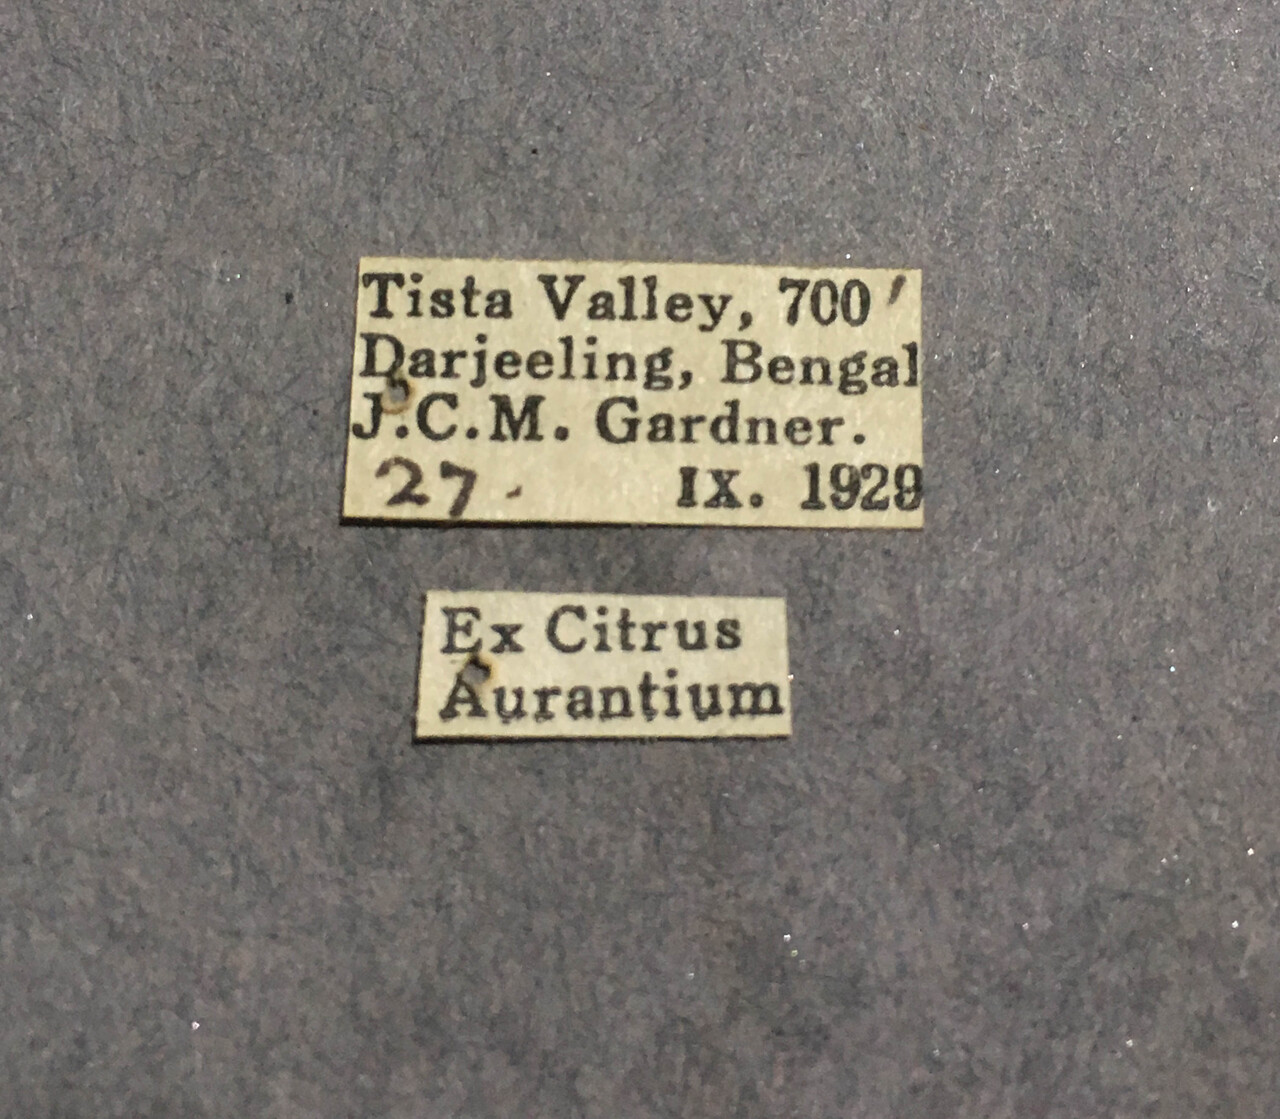 Tista Valley, 700′
Darjeeling, Bengal
J.C.M. Gardner.
27. IX. 1929
Ex Citrus
Aurantium